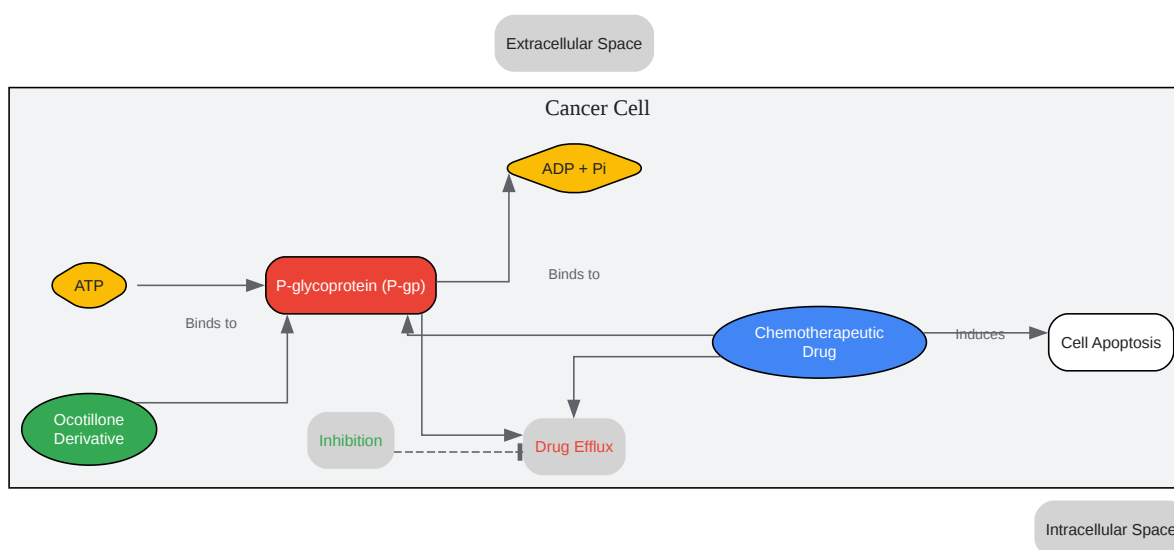 Extracellular Space
Cancer Cell
ADP + Pi
Binds to
ATP
P-glycoprotein (P-gp)
Binds to
Chemotherapeutic
Drug
Induces
Cell Apoptosis
Ocotillone
Derivative
Inhibition
Drug Efflux
Intracellular Space